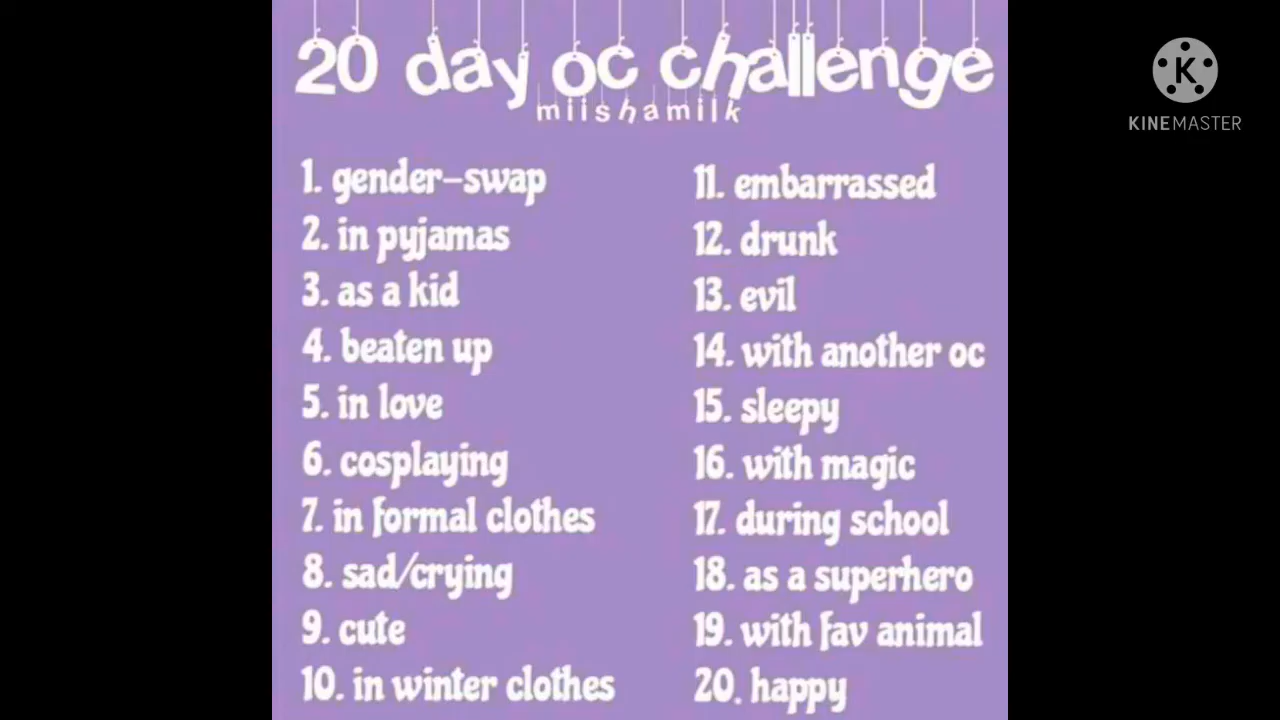 20 day oc challenge
miishamilk
1. gender-swap
2. in pyjamas
3. as a kid
4. beaten up
5. in love
6. cosplaying
7. in formal clothes
8. sad/crying
9. cute
10. in winter clothes
11. embarrassed
12. drunk
13. evil
14. with another oc
15. sleepy
16. with magic
17. during school
18. as a superhero
19. with fav animal
20. happy
K
KINEMASTER